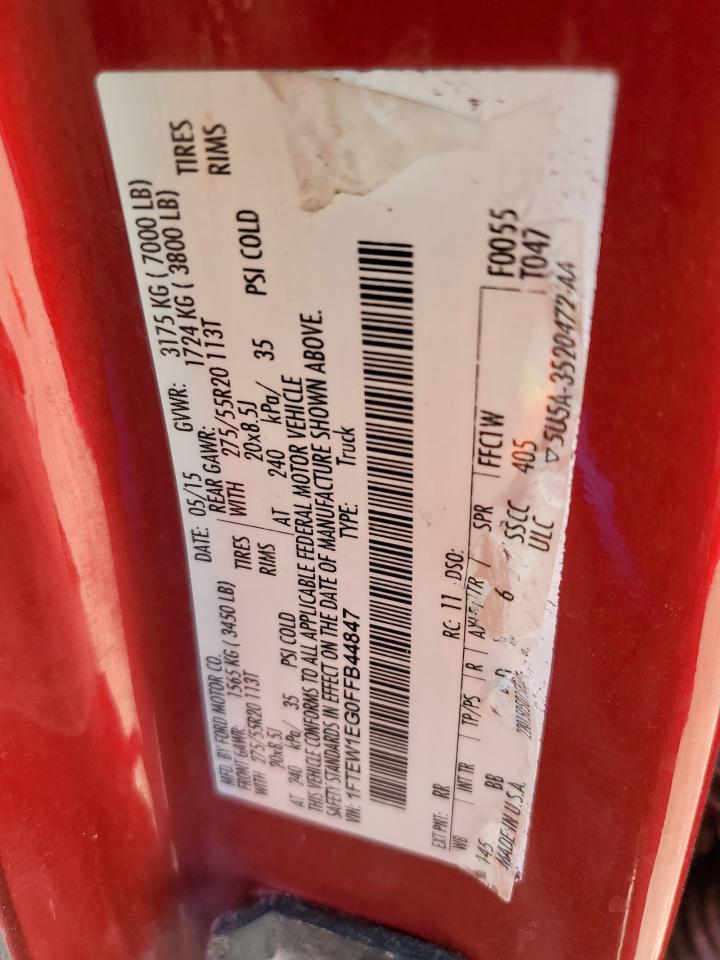 MFD. BY FORD MOTOR CO. DATE: 05/15 GVWR: 3175 KG ( 7000 LB)
FRONT GAWR: 1565 KG ( 3450 LB) REAR GAWR: 1724 KG ( 3800 LB)
WITH 275/55R20 113T TIRES WITH 275/55R20 113T TIRES
20x8.5J RIMS 20x8.5J RIMS
AT 240 kPa/ 35 PSI COLD AT 240 kPa/ 35 PSI COLD
THIS VEHICLE CONFORMS TO ALL APPLICABLE FEDERAL MOTOR VEHICLE
SAFETY STANDARDS IN EFFECT ON THE DATE OF MANUFACTURE SHOWN ABOVE.
VIN: 1FTEW1EG0FFB44847 TYPE: Truck
EXT PNT: RR RC: 11 DSO: F0055
WB INT TR TP/PS R AXLE TR SPR FFC1W T047
145 BB 6 SSCC 405
MADE IN U.S.A. ULC ▽ 5U5A-3520472-AA